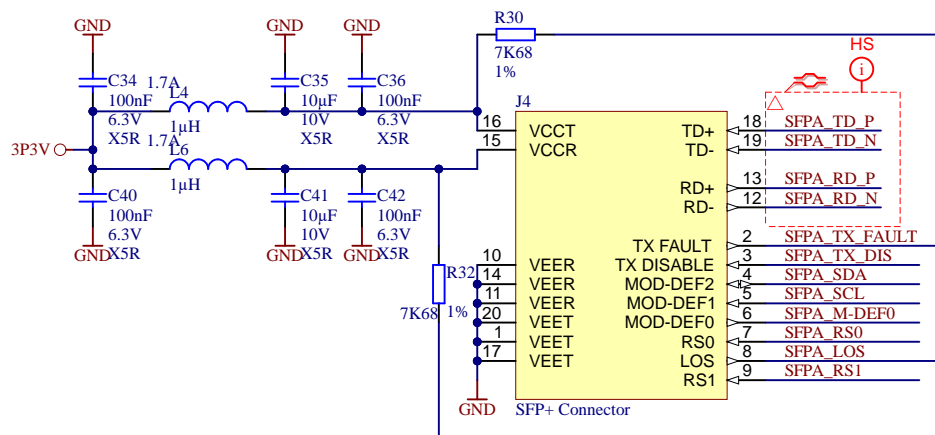 GND
GND
GND
R30
7K68
1%
HS
i
C34
100nF
6.3V
X5R
1.7A
L4
1µH
C35
10µF
10V
X5R
C36
100nF
6.3V
X5R
3P3V
1.7A
L6
1µH
C40
100nF
6.3V
X5R
GND
C41
10µF
10V
X5R
GND
C42
100nF
6.3V
X5R
GND
R32
7K68
1%
GND
J4
16 VCCT
15 VCCR
10 VEER
14 VEER
11 VEER
20 VEET
1 VEET
17 VEET
TD+ 18 SFPA_TD_P
TD- 19 SFPA_TD_N
RD+ 13 SFPA_RD_P
RD- 12 SFPA_RD_N
TX FAULT 2 SFPA_TX_FAULT
TX DISABLE 3 SFPA_TX_DIS
MOD-DEF2 4 SFPA_SDA
MOD-DEF1 5 SFPA_SCL
MOD-DEF0 6 SFPA_M-DEF0
RS0 7 SFPA_RS0
LOS 8 SFPA_LOS
RS1 9 SFPA_RS1
SFP+ Connector